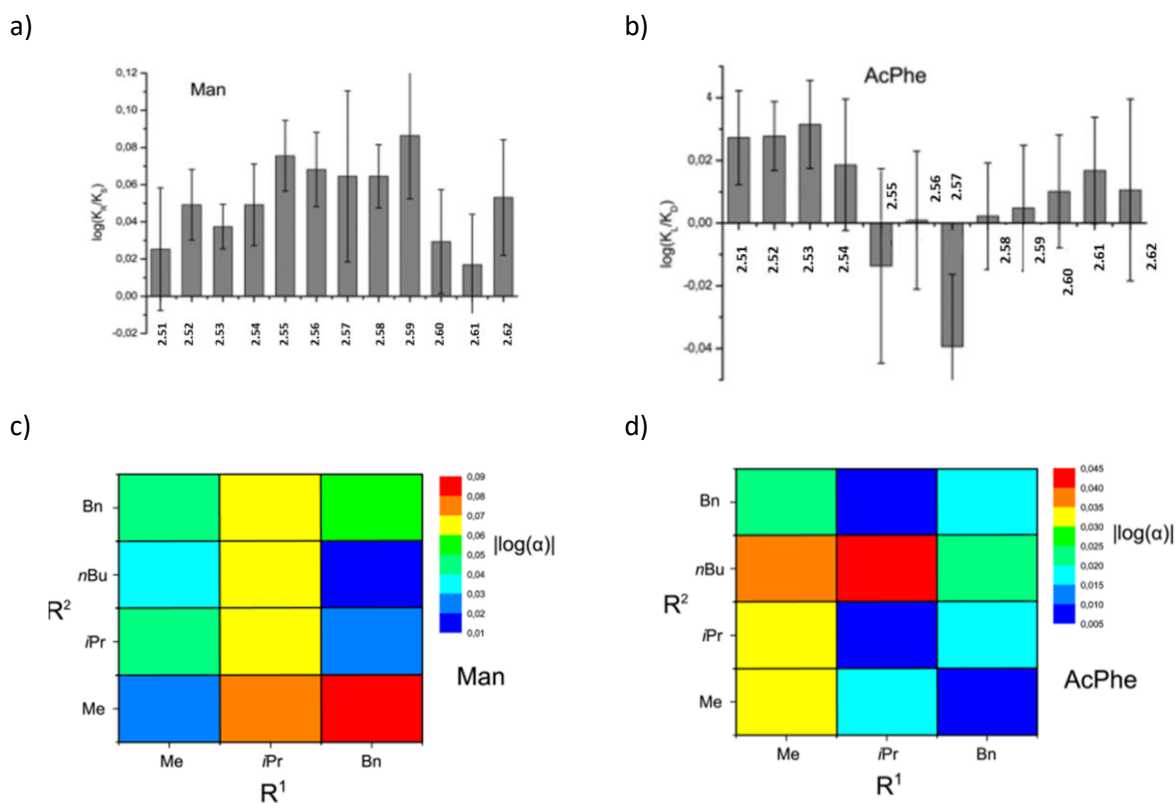 a)
Man
log(K_R/K_S)
0,12
0,10
0,08
0,06
0,04
0,02
0,00
-0,02
2.51
2.52
2.53
2.54
2.55
2.56
2.57
2.58
2.59
2.60
2.61
2.62
b)
AcPhe
log(K_L/K_D)
4
0,02
0,00
0.02
-0,04
2.51
2.52
2.53
2.54
2.55
2.56
2.57
2.58
2.59
2.60
2.61
2.62
c)
Bn
nBu
iPr
Me
R²
Me
iPr
Bn
R¹
0,09
0,08
0,07
0,06
0,05
0,04
0,03
0,02
0,01
|log(α)|
Man
d)
Bn
nBu
iPr
Me
R²
Me
iPr
Bn
R¹
0,045
0,040
0,035
0,030
0,025
0,020
0,015
0,010
0,005
|log(α)|
AcPhe